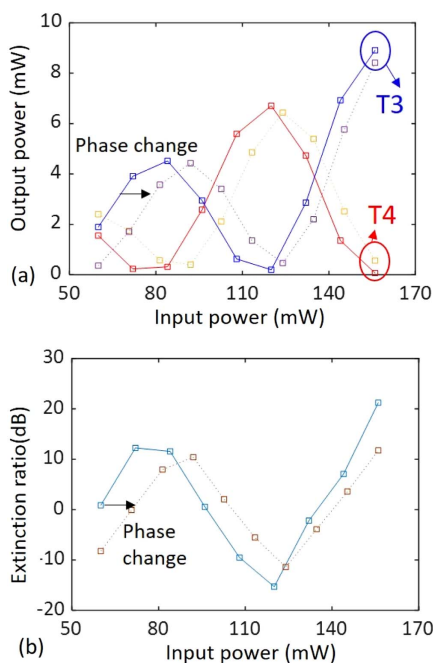 10
8
6
4
2
0
Output power (mW)
T3
Phase change
T4
(a)
50 80 110 140 170
Input power (mW)
30
20
10
0
-10
-20
Extinction ratio(dB)
Phase
change
50 80 110 140 170
(b)
Input power (mW)